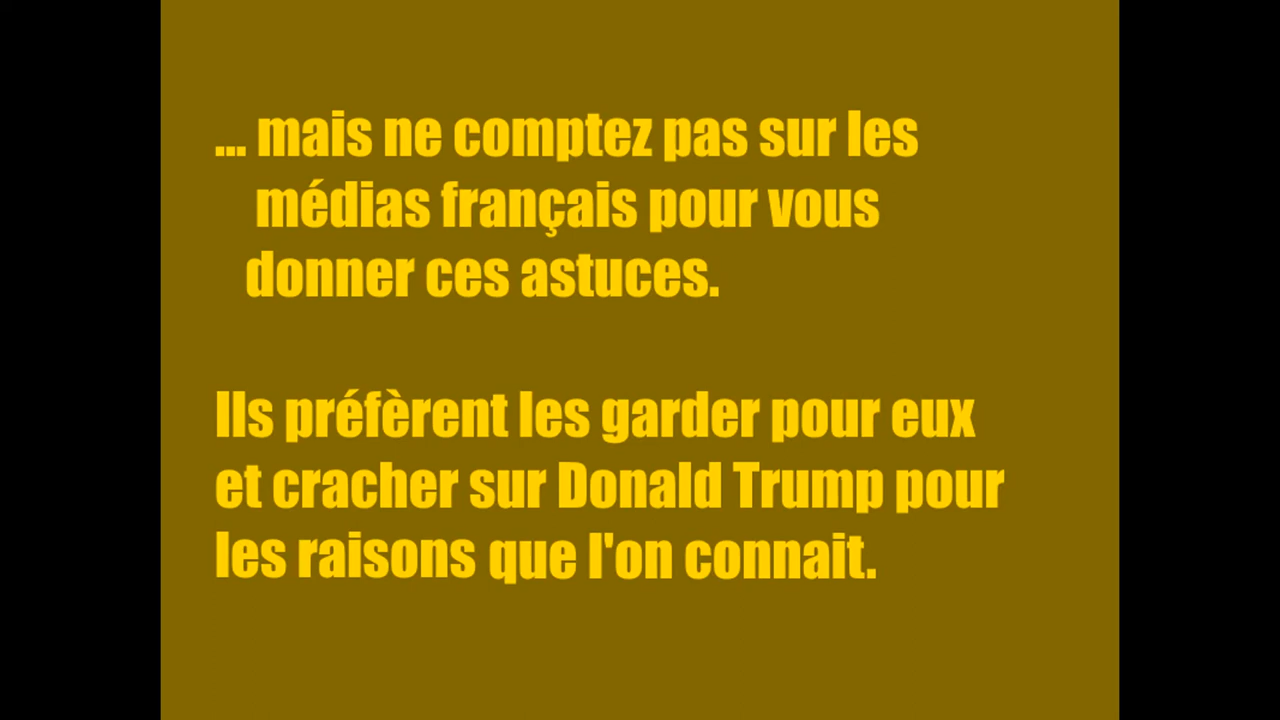 ... mais ne comptez pas sur les
médias français pour vous
donner ces astuces.
Ils préfèrent les garder pour eux
et cracher sur Donald Trump pour
les raisons que l'on connait.